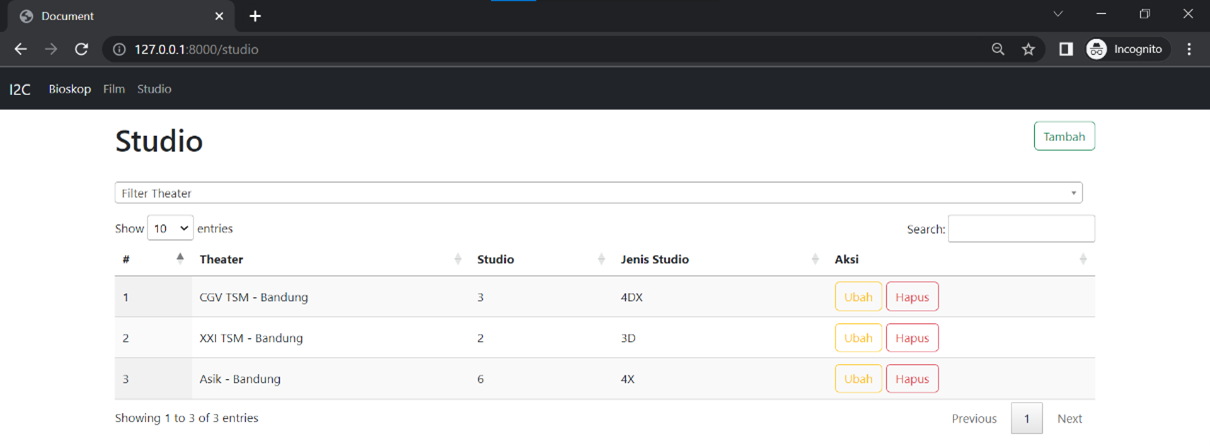 Document
127.0.0.1:8000/studio
Incognito
I2C Bioskop Film Studio
Studio
Tambah
Filter Theater
Show 10 entries
Search:
# Theater Studio Jenis Studio Aksi
1 CGV TSM - Bandung 3 4DX Ubah Hapus
2 XXI TSM - Bandung 2 3D Ubah Hapus
3 Asik - Bandung 6 4X Ubah Hapus
Showing 1 to 3 of 3 entries
Previous 1 Next